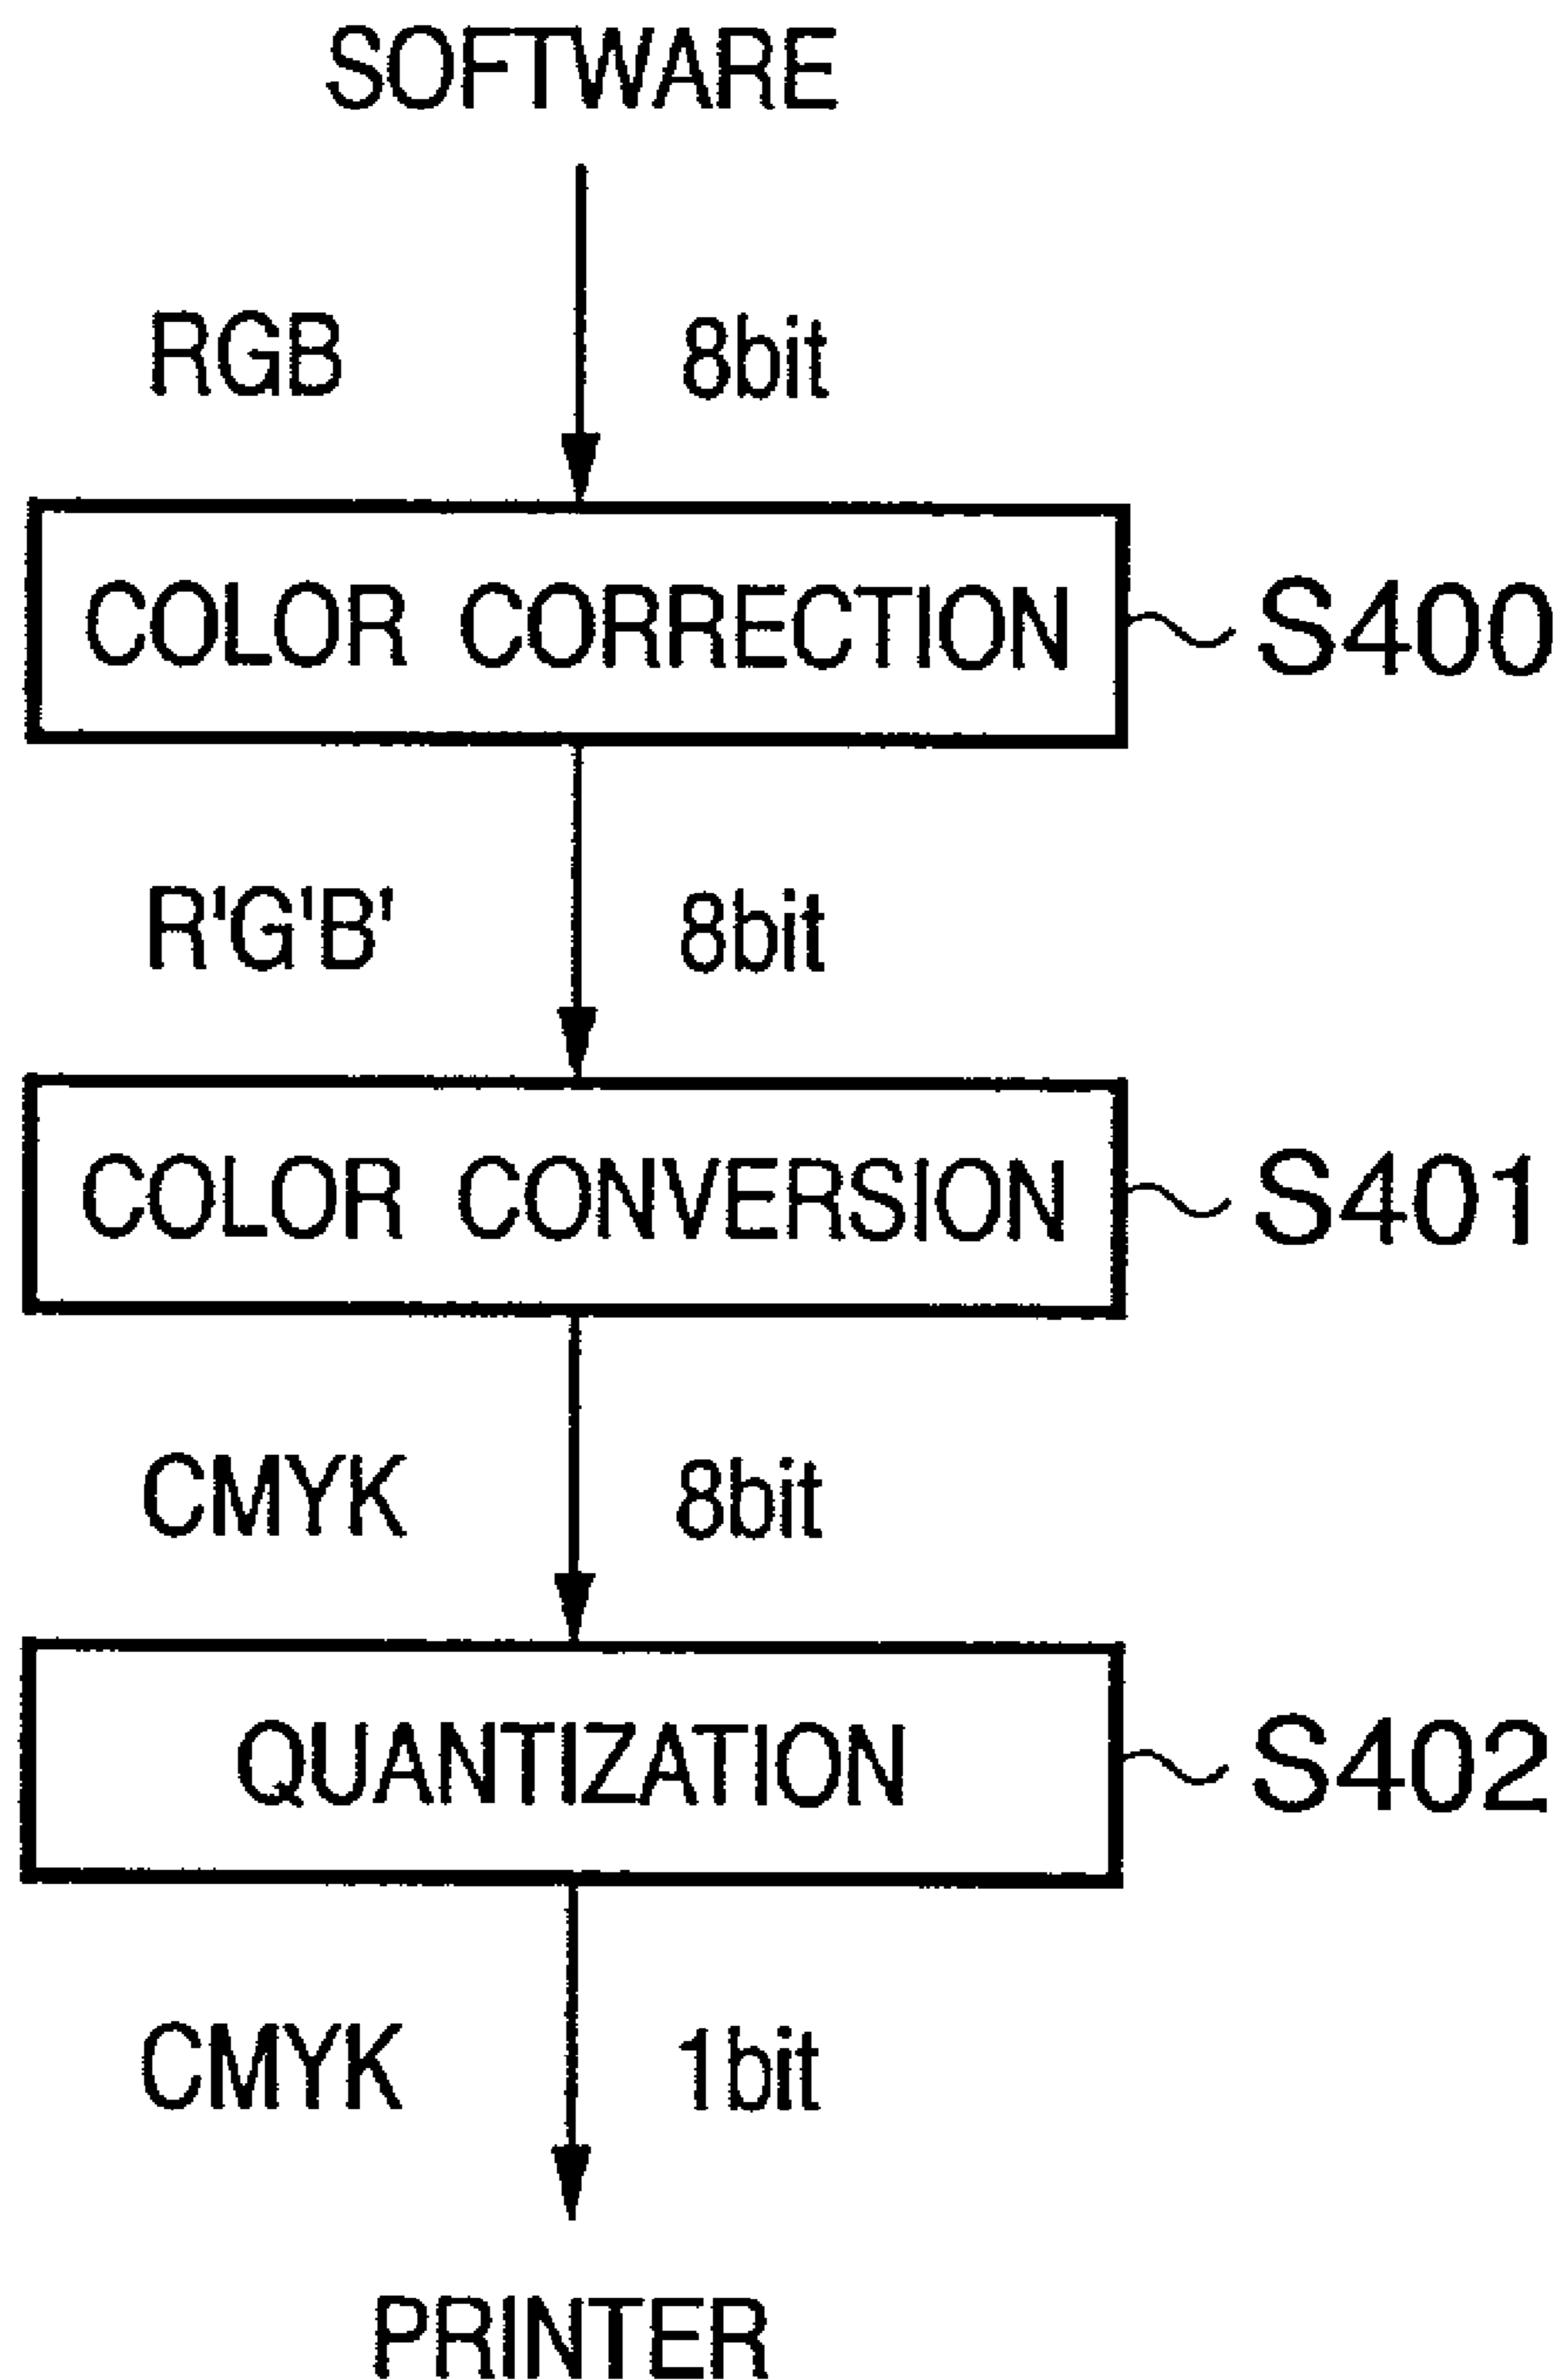 SOFTWARE
RGB 8bit
COLOR CORRECTION S400
R'G'B' 8bit
COLOR CONVERSION S401
CMYK 8bit
QUANTIZATION S402
CMYK 1bit
PRINTER